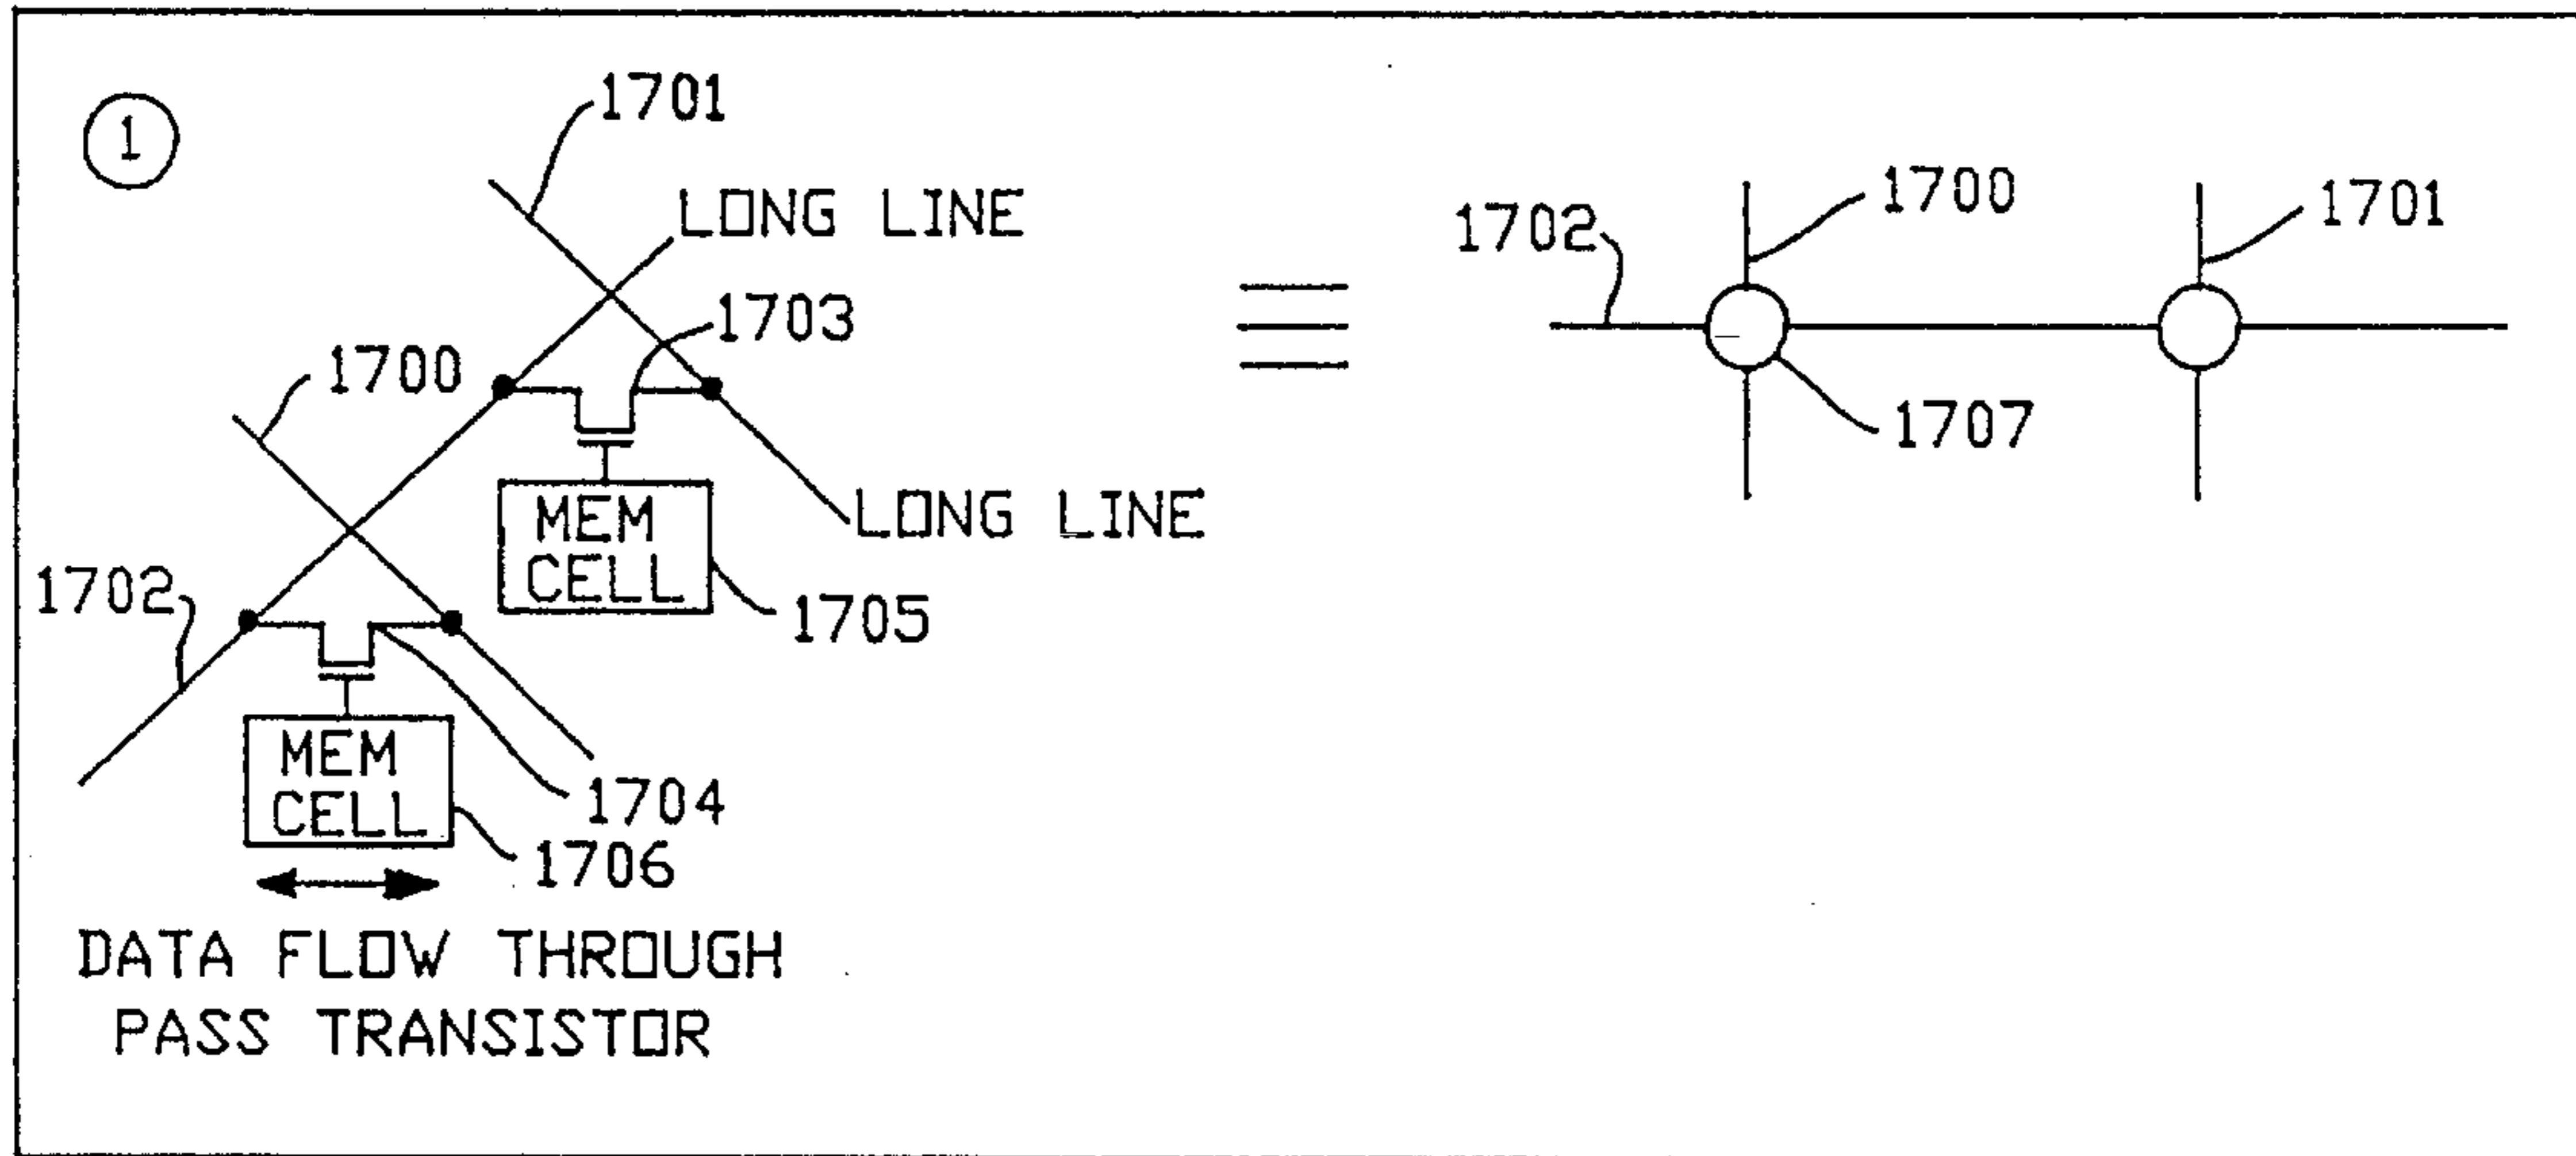 1
1701
LONG LINE
1703
1700
LONG LINE
MEM
CELL
1705
1702
MEM
CELL
1704
1706
DATA FLOW THROUGH
PASS TRANSISTOR
1702
1700
1701
1707